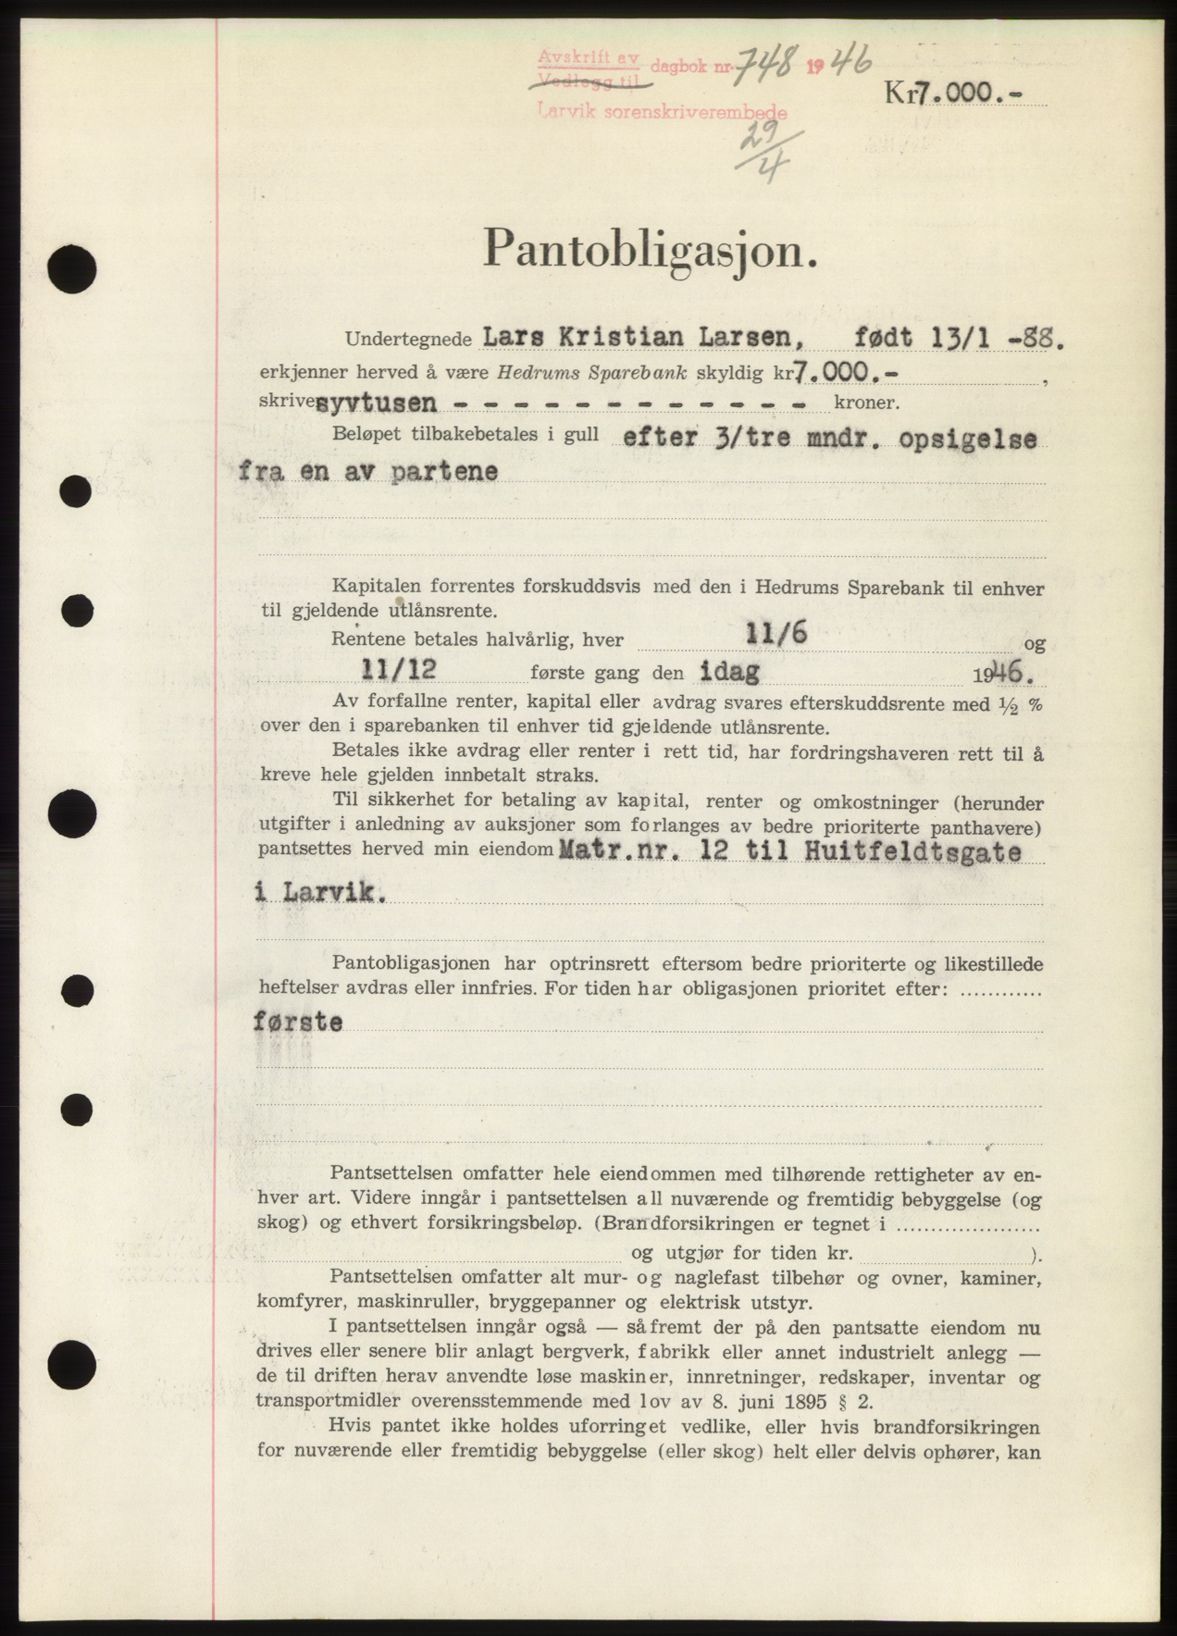 Avskrift av
Vedlegg til
dagbok nr. 748 1946
Larvik sorenskriverembede
29/4
Kr. 7.000.-
Pantobligasjon.
Undertegnede Lars Kristian Larsen, født 13/1 -88.
erkjenner herved å være Hedrums Sparebank skyldig kr. 7.000.- ,
skriver syvtusen - - - - - - - - - - - - kroner.
Beløpet tilbakebetales i gull efter 3/tre mndr. opsigelse
fra en av partene
Kapitalen forrentes forskuddsvis med den i Hedrums Sparebank til enhver
til gjeldende utlånsrente.
Rentene betales halvårlig, hver 11/6 og
11/12 første gang den idag 1946.
Av forfallne renter, kapital eller avdrag svares efterskuddsrente med ½ %
over den i sparebanken til enhver tid gjeldende utlånsrente.
Betales ikke avdrag eller renter i rett tid, har fordringshaveren rett til å
kreve hele gjelden innbetalt straks.
Til sikkerhet for betaling av kapital, renter og omkostninger (herunder
utgifter i anledning av auksjoner som forlanges av bedre prioriterte panthavere)
pantsettes herved min eiendom Matr.nr. 12 til Huitfeldtsgate
i Larvik.
Pantobligasjonen har optrinsrett eftersom bedre prioriterte og likestillede
heftelser avdras eller innfries. For tiden har obligasjonen prioritet efter: ............
første
Pantsettelsen omfatter hele eiendommen med tilhørende rettigheter av en-
hver art. Videre inngår i pantsettelsen all nuværende og fremtidig bebyggelse (og
skog) og ethvert forsikringsbeløp. (Brandforsikringen er tegnet i .....................
og utgjør for tiden kr. ).
Pantsettelsen omfatter alt mur- og naglefast tilbehør og ovner, kaminer,
komfyrer, maskinruller, bryggepanner og elektrisk utstyr.
I pantsettelsen inngår også — såfremt der på den pantsatte eiendom nu
drives eller senere blir anlagt bergverk, fabrikk eller annet industrielt anlegg —
de til driften herav anvendte løse maskiner, innretninger, redskaper, inventar og
transportmidler overensstemmende med lov av 8. juni 1895 § 2.
Hvis pantet ikke holdes uforringet vedlike, eller hvis brandforsikringen
for nuværende eller fremtidig bebyggelse (eller skog) helt eller delvis ophører, kan